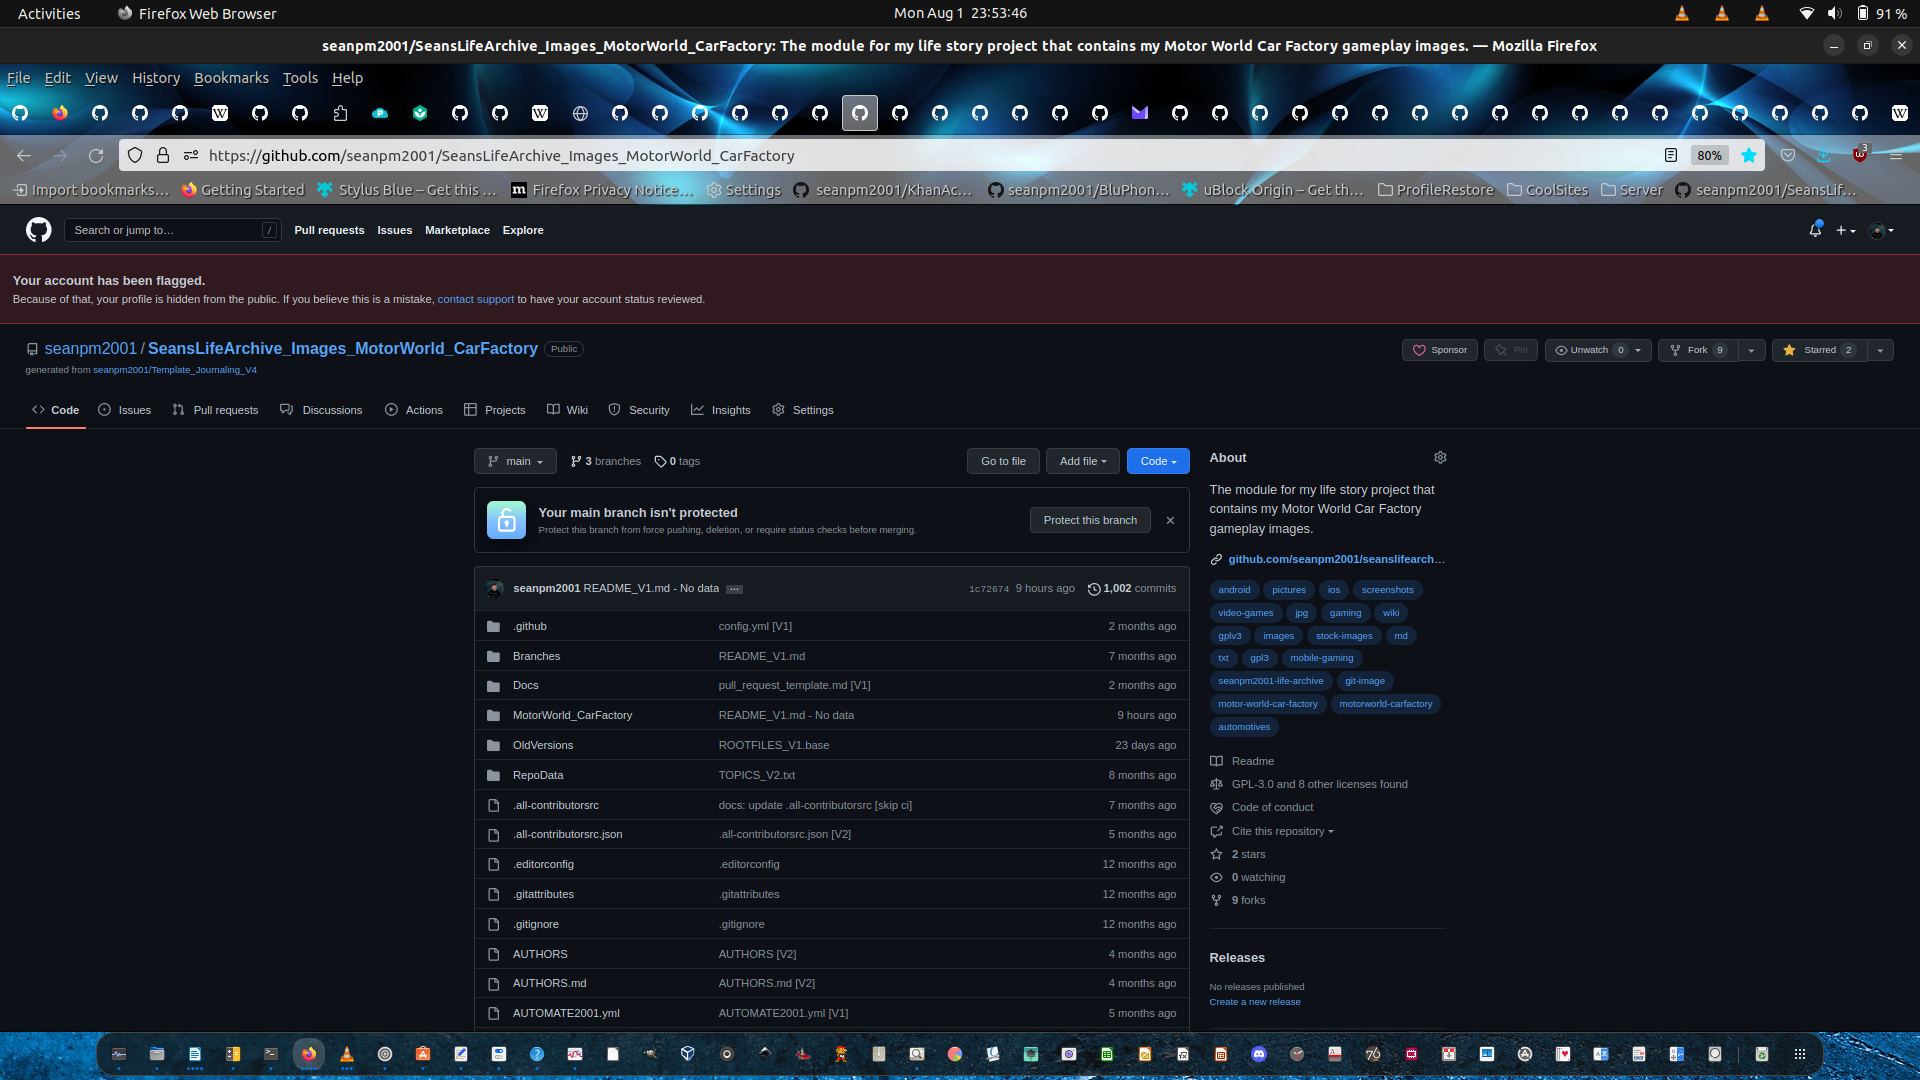 Activities Firefox Web Browser Mon Aug 1 23:53:46 91 %
seanpm2001/SeansLifeArchive_Images_MotorWorld_CarFactory: The module for my life story project that contains my Motor World Car Factory gameplay images. — Mozilla Firefox
File Edit View History Bookmarks Tools Help
https://github.com/seanpm2001/SeansLifeArchive_Images_MotorWorld_CarFactory 80% 3
Import bookmarks… Getting Started Stylus Blue – Get this … Firefox Privacy Notice… Settings seanpm2001/KhanAc… seanpm2001/BluPhon… uBlock Origin – Get th… ProfileRestore CoolSites Server seanpm2001/SeansLif…
Search or jump to… / Pull requests Issues Marketplace Explore
Your account has been flagged.
Because of that, your profile is hidden from the public. If you believe this is a mistake, contact support to have your account status reviewed.
seanpm2001 / SeansLifeArchive_Images_MotorWorld_CarFactory Public Sponsor Pin Unwatch 0 Fork 9 Starred 2
generated from seanpm2001/Template_Journaling_V4
Code Issues Pull requests Discussions Actions Projects Wiki Security Insights Settings
main 3 branches 0 tags Go to file Add file Code
Your main branch isn't protected
Protect this branch from force pushing, deletion, or require status checks before merging.
Protect this branch
seanpm2001 README_V1.md - No data … 1c72674 9 hours ago 1,002 commits
.github config.yml [V1] 2 months ago
Branches README_V1.md 7 months ago
Docs pull_request_template.md [V1] 2 months ago
MotorWorld_CarFactory README_V1.md - No data 9 hours ago
OldVersions ROOTFILES_V1.base 23 days ago
RepoData TOPICS_V2.txt 8 months ago
.all-contributorsrc docs: update .all-contributorsrc [skip ci] 7 months ago
.all-contributorsrc.json .all-contributorsrc.json [V2] 5 months ago
.editorconfig .editorconfig 12 months ago
.gitattributes .gitattributes 12 months ago
.gitignore .gitignore 12 months ago
AUTHORS AUTHORS [V2] 4 months ago
AUTHORS.md AUTHORS.md [V2] 4 months ago
AUTOMATE2001.yml AUTOMATE2001.yml [V1] 5 months ago
About
The module for my life story project that
contains my Motor World Car Factory
gameplay images.
github.com/seanpm2001/seanslifearch…
android pictures ios screenshots
video-games jpg gaming wiki
gplv3 images stock-images md
txt gpl3 mobile-gaming
seanpm2001-life-archive git-image
motor-world-car-factory motorworld-carfactory
automotives
Readme
GPL-3.0 and 8 other licenses found
Code of conduct
Cite this repository
2 stars
0 watching
9 forks
Releases
No releases published
Create a new release